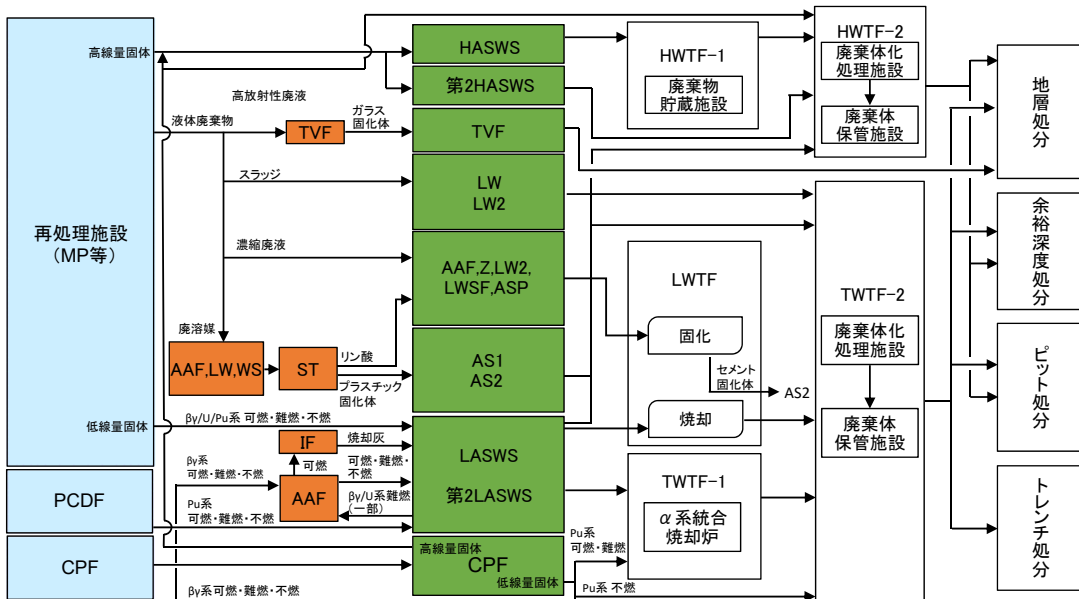 高線量固体
高放射性廃液
液体廃棄物
TVF
ガラス
固化体
スラッジ
濃縮廃液
再処理施設
（MP等）
廃溶媒
AAF,LW,WS
ST
リン酸
プラスチック
固化体
低線量固体
βγ/U/Pu系 可燃・難燃・不燃
IF
焼却灰
可燃
βγ系
可燃・難燃・不燃
AAF
可燃・難燃・
不燃
βγ/U系難燃
（一部）
PCDF
Pu系
可燃・難燃・不燃
CPF
βγ系可燃・難燃・不燃
HASWS
第2HASWS
TVF
LW
LW2
AAF,Z,LW2,
LWSF,ASP
AS1
AS2
LASWS
第2LASWS
高線量固体
CPF
低線量固体
HWTF-1
廃棄物
貯蔵施設
LWTF
固化
セメント
固化体
AS2
焼却
TWTF-1
α系統合
焼却炉
Pu系
可燃・難燃
Pu系 不燃
HWTF-2
廃棄体化
処理施設
廃棄体
保管施設
TWTF-2
廃棄体化
処理施設
廃棄体
保管施設
地層処分
余裕深度処分
ピット処分
トレンチ処分